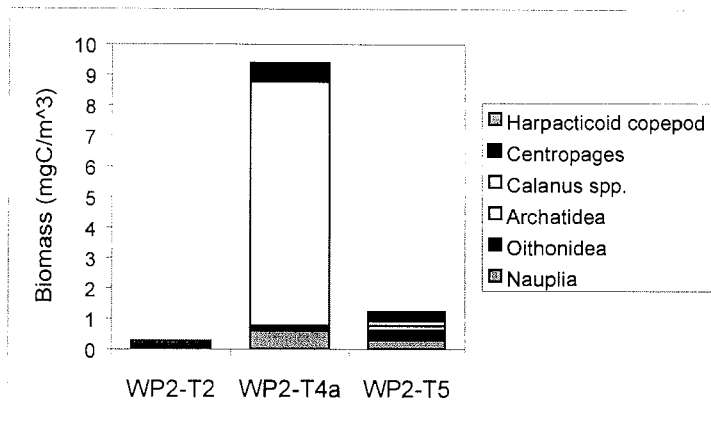 10
9
8
7
6
5
4
3
2
1
0
Biomass (mgC/m^3)
WP2-T2 WP2-T4a WP2-T5
Harpacticoid copepod
Centropages
Calanus spp.
Archatidea
Oithonidea
Nauplia